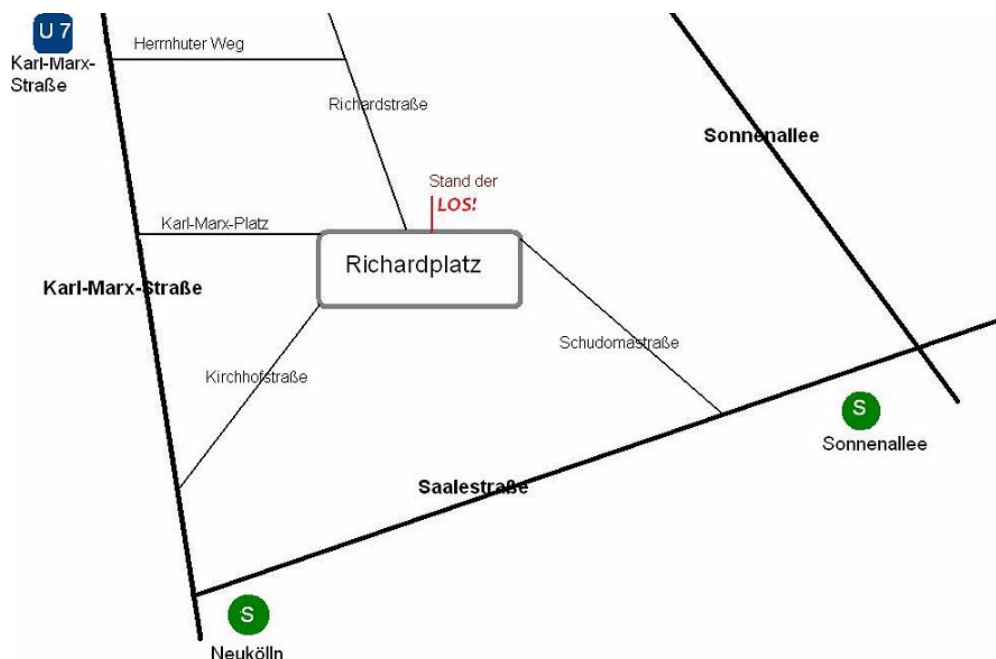 U 7
Karl-Marx-
Straße
Herrnhuter Weg
Richardstraße
Sonnenallee
Stand der
LOS!
Karl-Marx-Platz
Richardplatz
Karl-Marx-Straße
Schudomastraße
Kirchhofstraße
S
Sonnenallee
Saalestraße
S
Neukölln